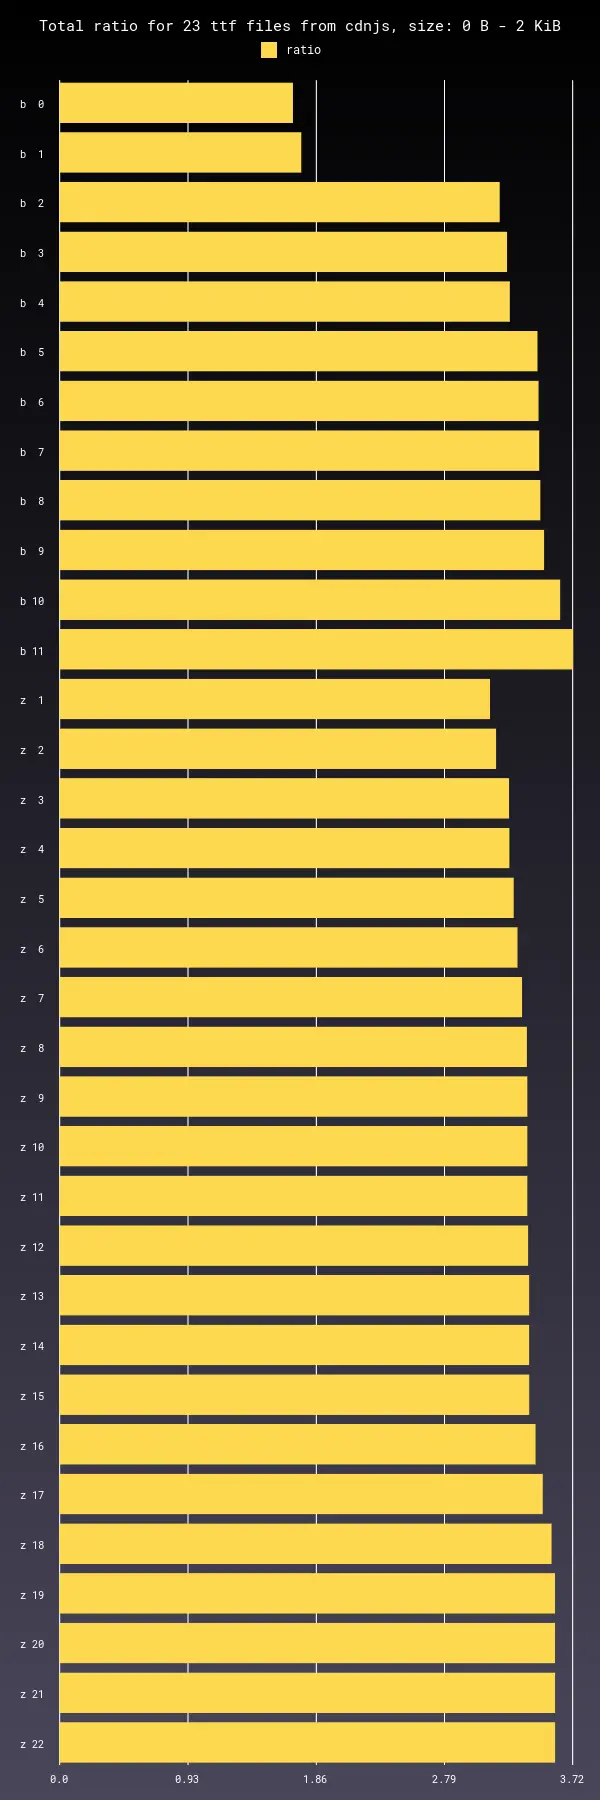 Total ratio for 23 ttf files from cdnjs, size: 0 B - 2 KiB
ratio
b 0
b 1
b 2
b 3
b 4
b 5
b 6
b 7
b 8
b 9
b 10
b 11
z 1
z 2
z 3
z 4
z 5
z 6
z 7
z 8
z 9
z 10
z 11
z 12
z 13
z 14
z 15
z 16
z 17
z 18
z 19
z 20
z 21
z 22
0.0 0.93 1.86 2.79 3.72